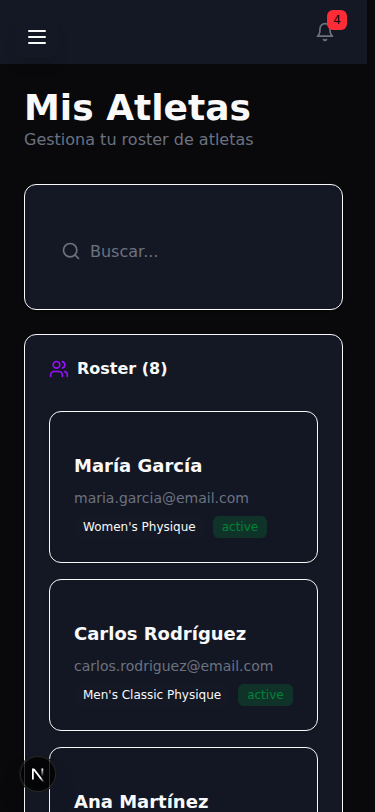 4
Mis Atletas
Gestiona tu roster de atletas
Buscar...
Roster (8)
María García
maria.garcia@email.com
Women's Physique active
Carlos Rodríguez
carlos.rodriguez@email.com
Men's Classic Physique active
N
Ana Martínez